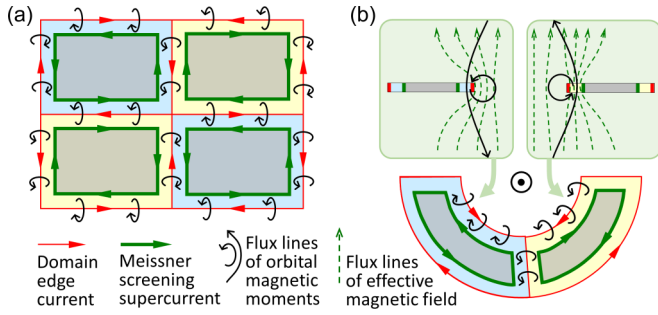 (a)
(b)
Domain
edge
current
Meissner
screening
supercurrent
Flux lines
of orbital
magnetic
moments
Flux lines
of effective
magnetic field